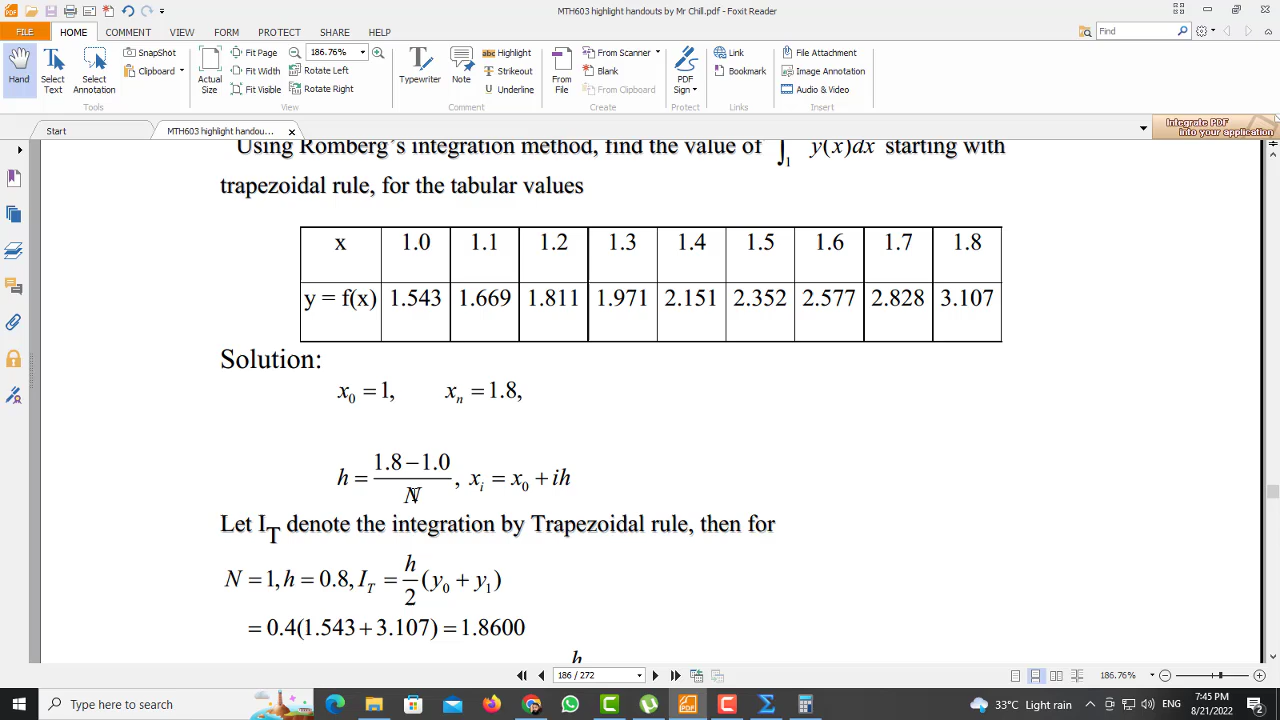 MTH603 highlight handouts by Mr Chill.pdf - Foxit Reader
FILE HOME COMMENT VIEW FORM PROTECT SHARE HELP Find
Hand Select Text Select Annotation SnapShot Clipboard Actual Size Fit Page Fit Width Fit Visible 186.76% Rotate Left Rotate Right Typewriter Note Highlight Strikeout Underline From File From Scanner Blank From Clipboard PDF Sign Link Bookmark File Attachment Image Annotation Audio & Video
Tools View Comment Create Protect Links Insert
Start MTH603 highlight handou... Integrate PDF into your application
Using Romberg's integration method, find the value of ∫₁ y(x)dx starting with
trapezoidal rule, for the tabular values
x 1.0 1.1 1.2 1.3 1.4 1.5 1.6 1.7 1.8
y = f(x) 1.543 1.669 1.811 1.971 2.151 2.352 2.577 2.828 3.107
Solution:
x₀ = 1, xₙ = 1.8,
h = (1.8 − 1.0)/N, xᵢ = x₀ + ih
Let I_T denote the integration by Trapezoidal rule, then for
N = 1, h = 0.8, I_T = h/2 (y₀ + y₁)
= 0.4(1.543 + 3.107) = 1.8600
h
186 / 272 186.76%
Type here to search 33°C Light rain ENG 7:45 PM
8/21/2022